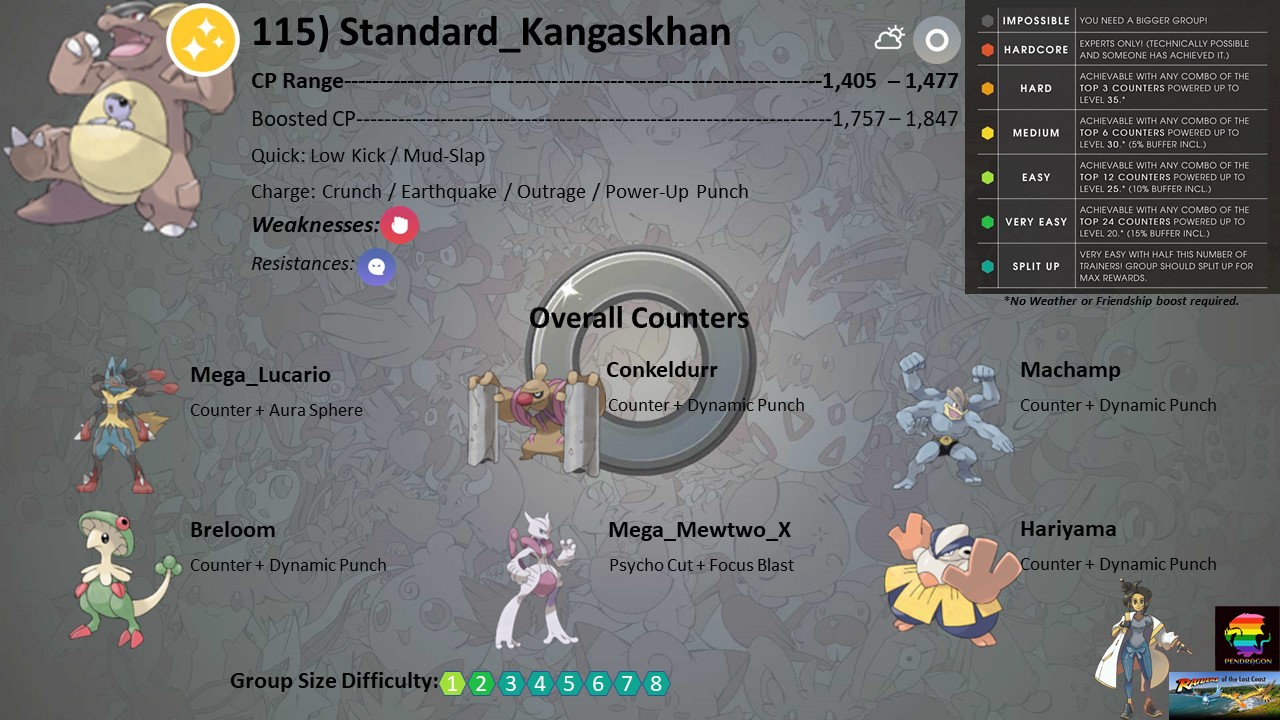 115) Standard_Kangaskhan
CP Range--------------------------------------------------------------------1,405 – 1,477
Boosted CP--------------------------------------------------------------------1,757 – 1,847
Quick: Low Kick / Mud-Slap
Charge: Crunch / Earthquake / Outrage / Power-Up Punch
Weaknesses:
Resistances:
IMPOSSIBLE YOU NEED A BIGGER GROUP!
HARDCORE EXPERTS ONLY! (TECHNICALLY POSSIBLE
AND SOMEONE HAS ACHIEVED IT.)
HARD ACHIEVABLE WITH ANY COMBO OF THE
TOP 3 COUNTERS POWERED UP TO
LEVEL 35.*
MEDIUM ACHIEVABLE WITH ANY COMBO OF THE
TOP 6 COUNTERS POWERED UP TO
LEVEL 30.* (5% BUFFER INCL.)
EASY ACHIEVABLE WITH ANY COMBO OF THE
TOP 12 COUNTERS POWERED UP TO
LEVEL 25.* (10% BUFFER INCL.)
VERY EASY ACHIEVABLE WITH ANY COMBO OF THE
TOP 24 COUNTERS POWERED UP TO
LEVEL 20.* (15% BUFFER INCL.)
SPLIT UP VERY EASY WITH HALF THIS NUMBER OF
TRAINERS! GROUP SHOULD SPLIT UP FOR
MAX REWARDS.
*No Weather or Friendship boost required.
Overall Counters
Mega_Lucario
Counter + Aura Sphere
Conkeldurr
Counter + Dynamic Punch
Machamp
Counter + Dynamic Punch
Breloom
Counter + Dynamic Punch
Mega_Mewtwo_X
Psycho Cut + Focus Blast
Hariyama
Counter + Dynamic Punch
Group Size Difficulty: 1 2 3 4 5 6 7 8
PENDROGON
RAIDERS of the Lost Coast